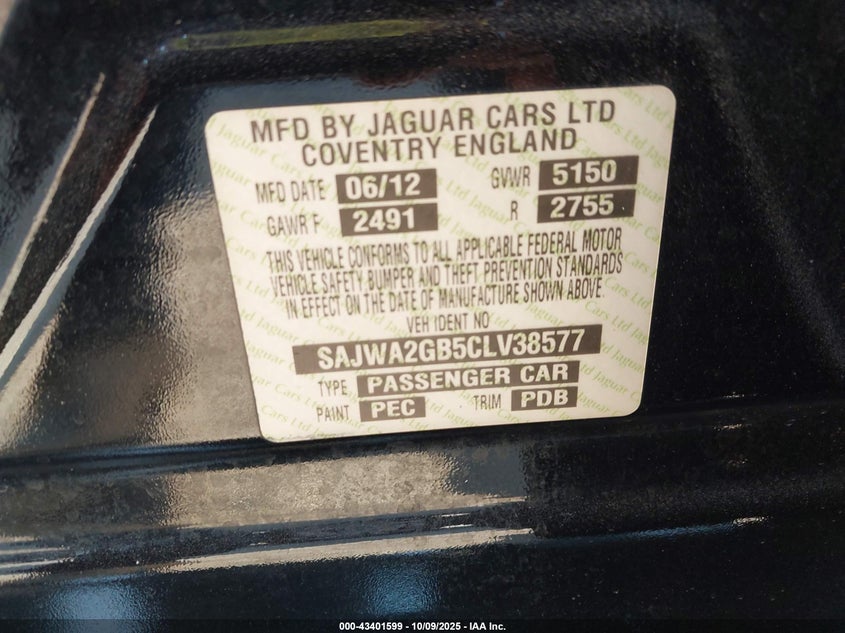 MFD BY JAGUAR CARS LTD
COVENTRY ENGLAND
MFD DATE 06/12 GVWR 5150
GAWR F 2491 R 2755
THIS VEHICLE CONFORMS TO ALL APPLICABLE FEDERAL MOTOR
VEHICLE SAFETY BUMPER AND THEFT PREVENTION STANDARDS
IN EFFECT ON THE DATE OF MANUFACTURE SHOWN ABOVE.
VEH IDENT NO
SAJWA2GB5CLV38577
TYPE PASSENGER CAR
PAINT PEC TRIM PDB
000-43401599 - 10/09/2025 - IAA Inc.